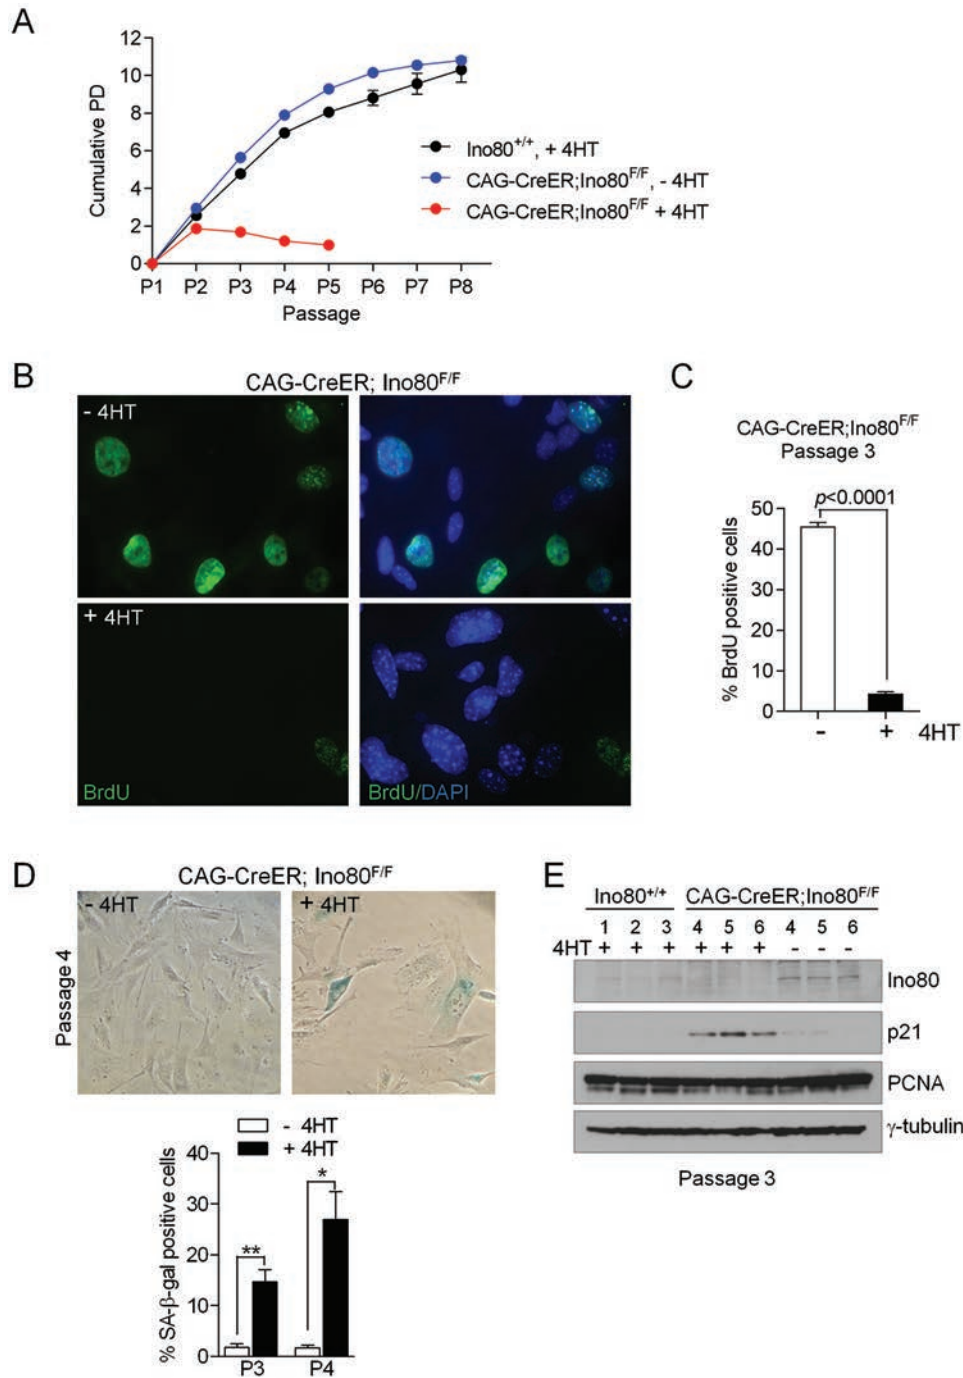 A
12
10
8
6
4
2
0
Cumulative PD
P1 P2 P3 P4 P5 P6 P7 P8
Passage
Ino80+/+, + 4HT
CAG-CreER;Ino80F/F, - 4HT
CAG-CreER;Ino80F/F + 4HT
B
CAG-CreER; Ino80F/F
- 4HT
+ 4HT
BrdU
BrdU/DAPI
C
CAG-CreER;Ino80F/F
Passage 3
p<0.0001
50
40
30
20
10
0
% BrdU positive cells
- + 4HT
D
CAG-CreER; Ino80F/F
- 4HT
+ 4HT
Passage 4
- 4HT
+ 4HT
40
30
20
10
0
% SA-β-gal positive cells
**
*
P3 P4
E
Ino80+/+ CAG-CreER;Ino80F/F
1 2 3 4 5 6 4 5 6
4HT + + + + + + - - -
Ino80
p21
PCNA
γ-tubulin
Passage 3